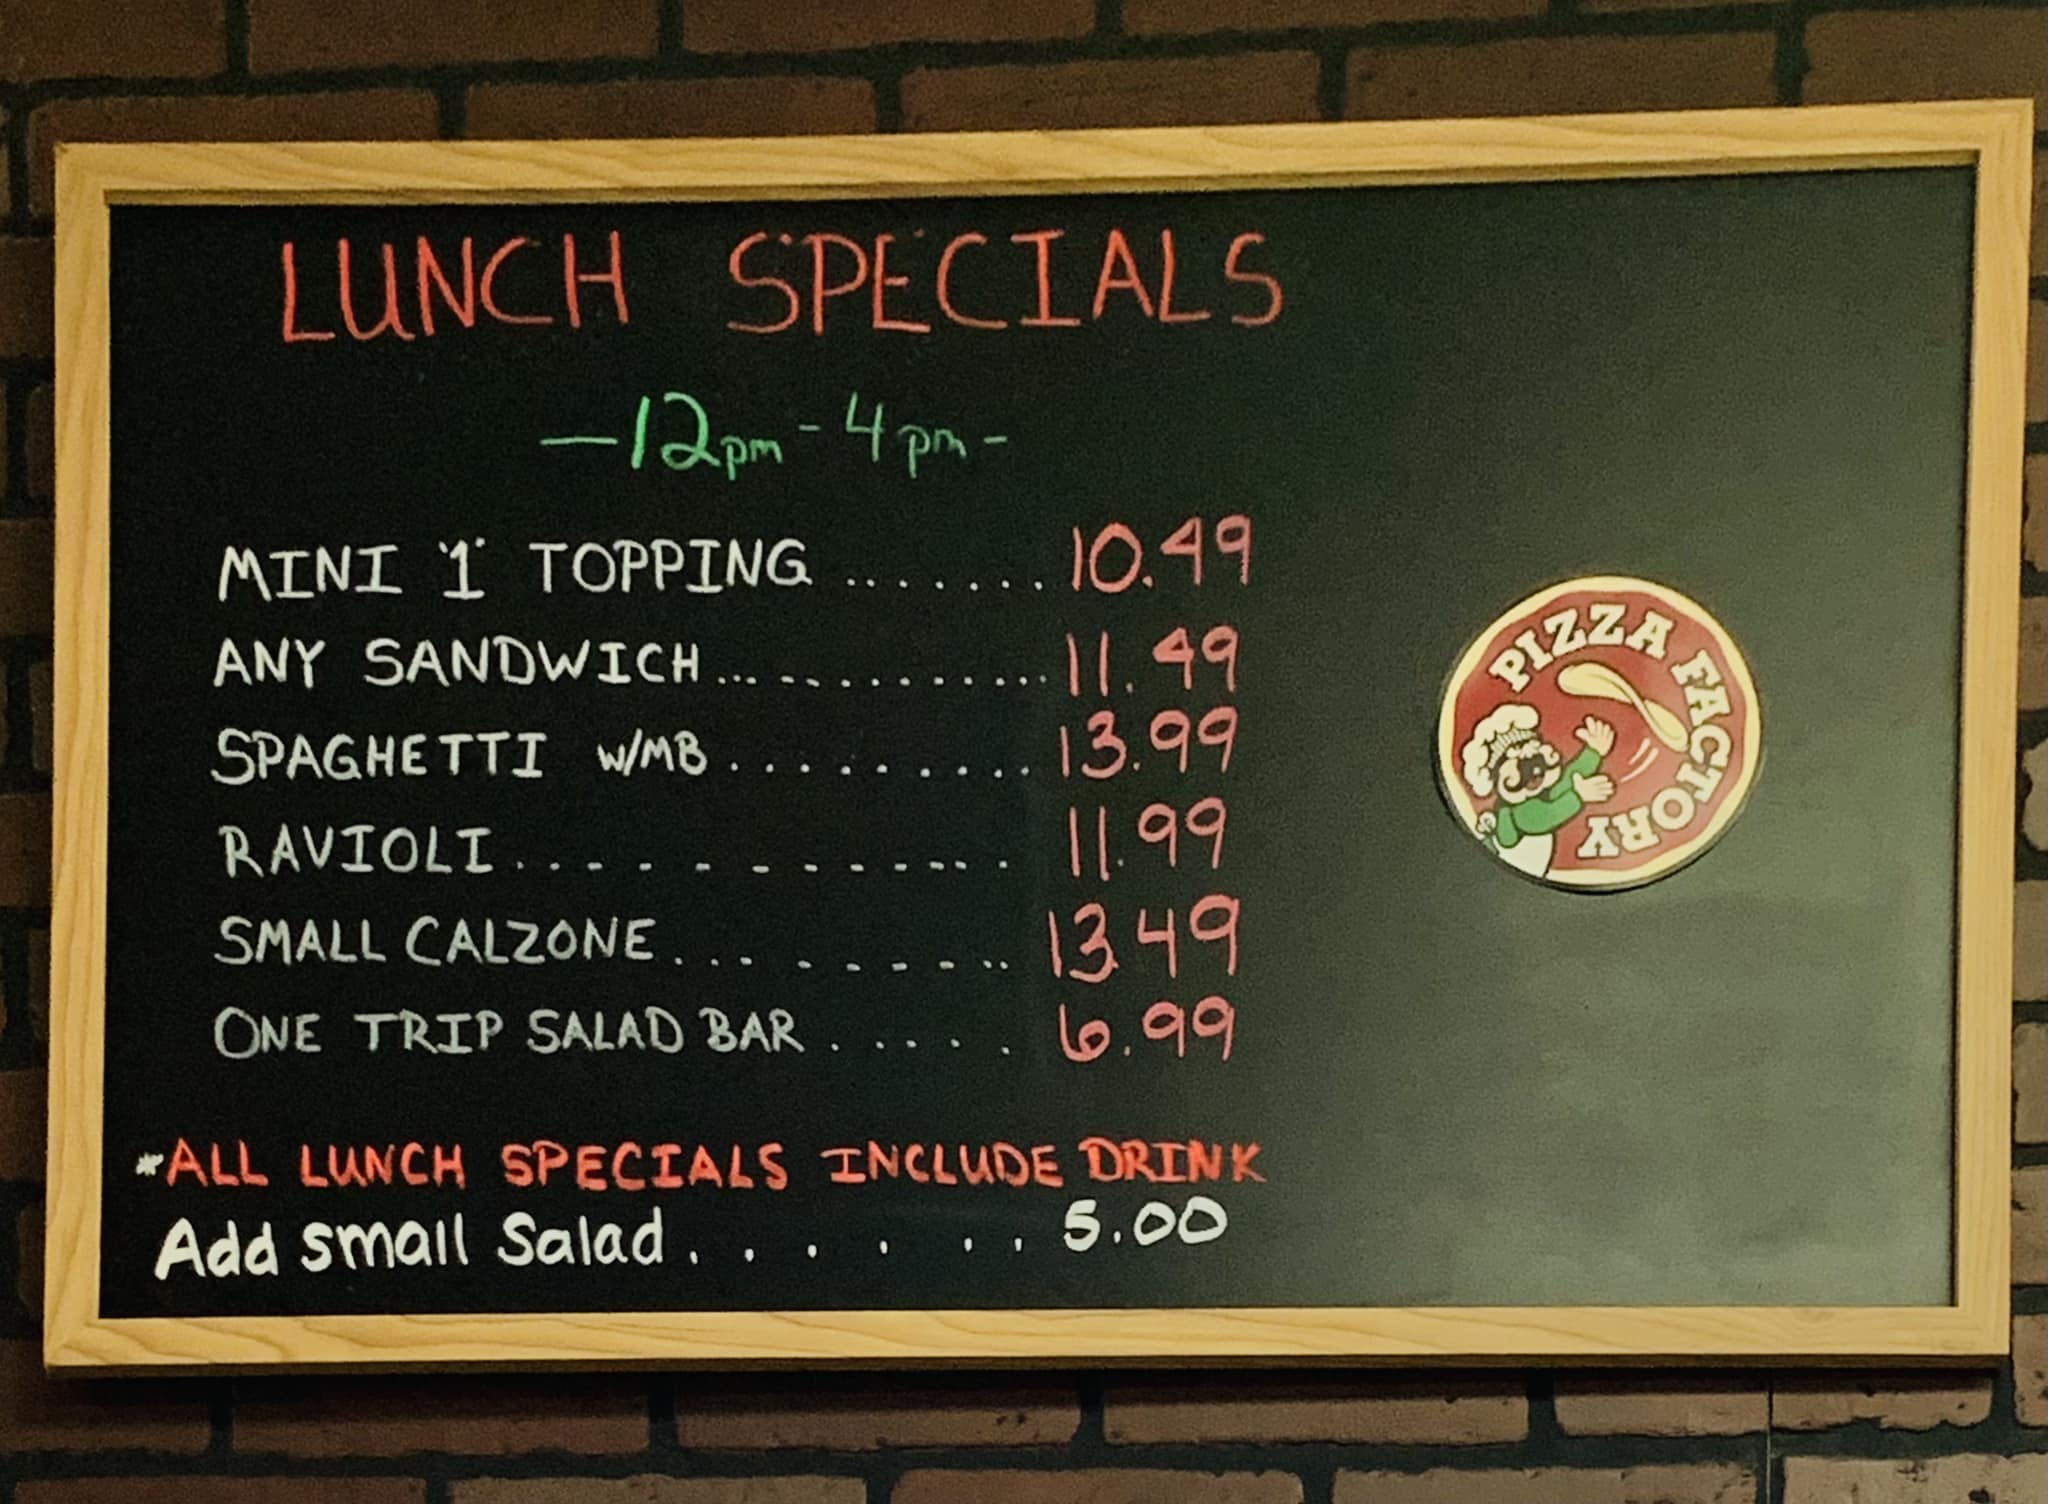 LUNCH SPECIALS
—12pm - 4pm -
MINI "1" TOPPING ....... 10.49
ANY SANDWICH .............. 11.49
SPAGHETTI w/MB .......... 13.99
RAVIOLI ............. 11.99
SMALL CALZONE ........... 13.49
ONE TRIP SALAD BAR ..... 6.99
*ALL LUNCH SPECIALS INCLUDE DRINK
Add small Salad ...... 5.00
PIZZA FACTORY